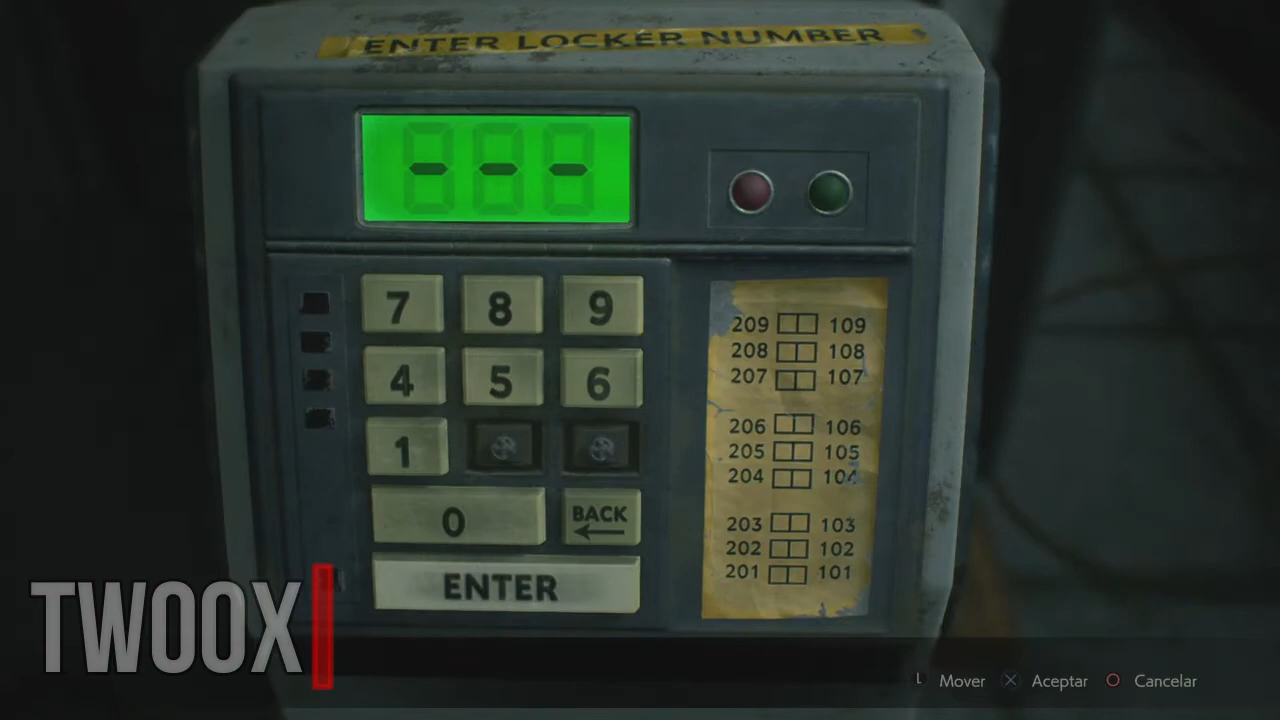 ENTER LOCKER NUMBER
7 8 9
4 5 6
1
0 BACK
ENTER
209 109
208 108
207 107
206 106
205 105
204 104
203 103
202 102
201 101
TWOOX
L Mover Aceptar Cancelar